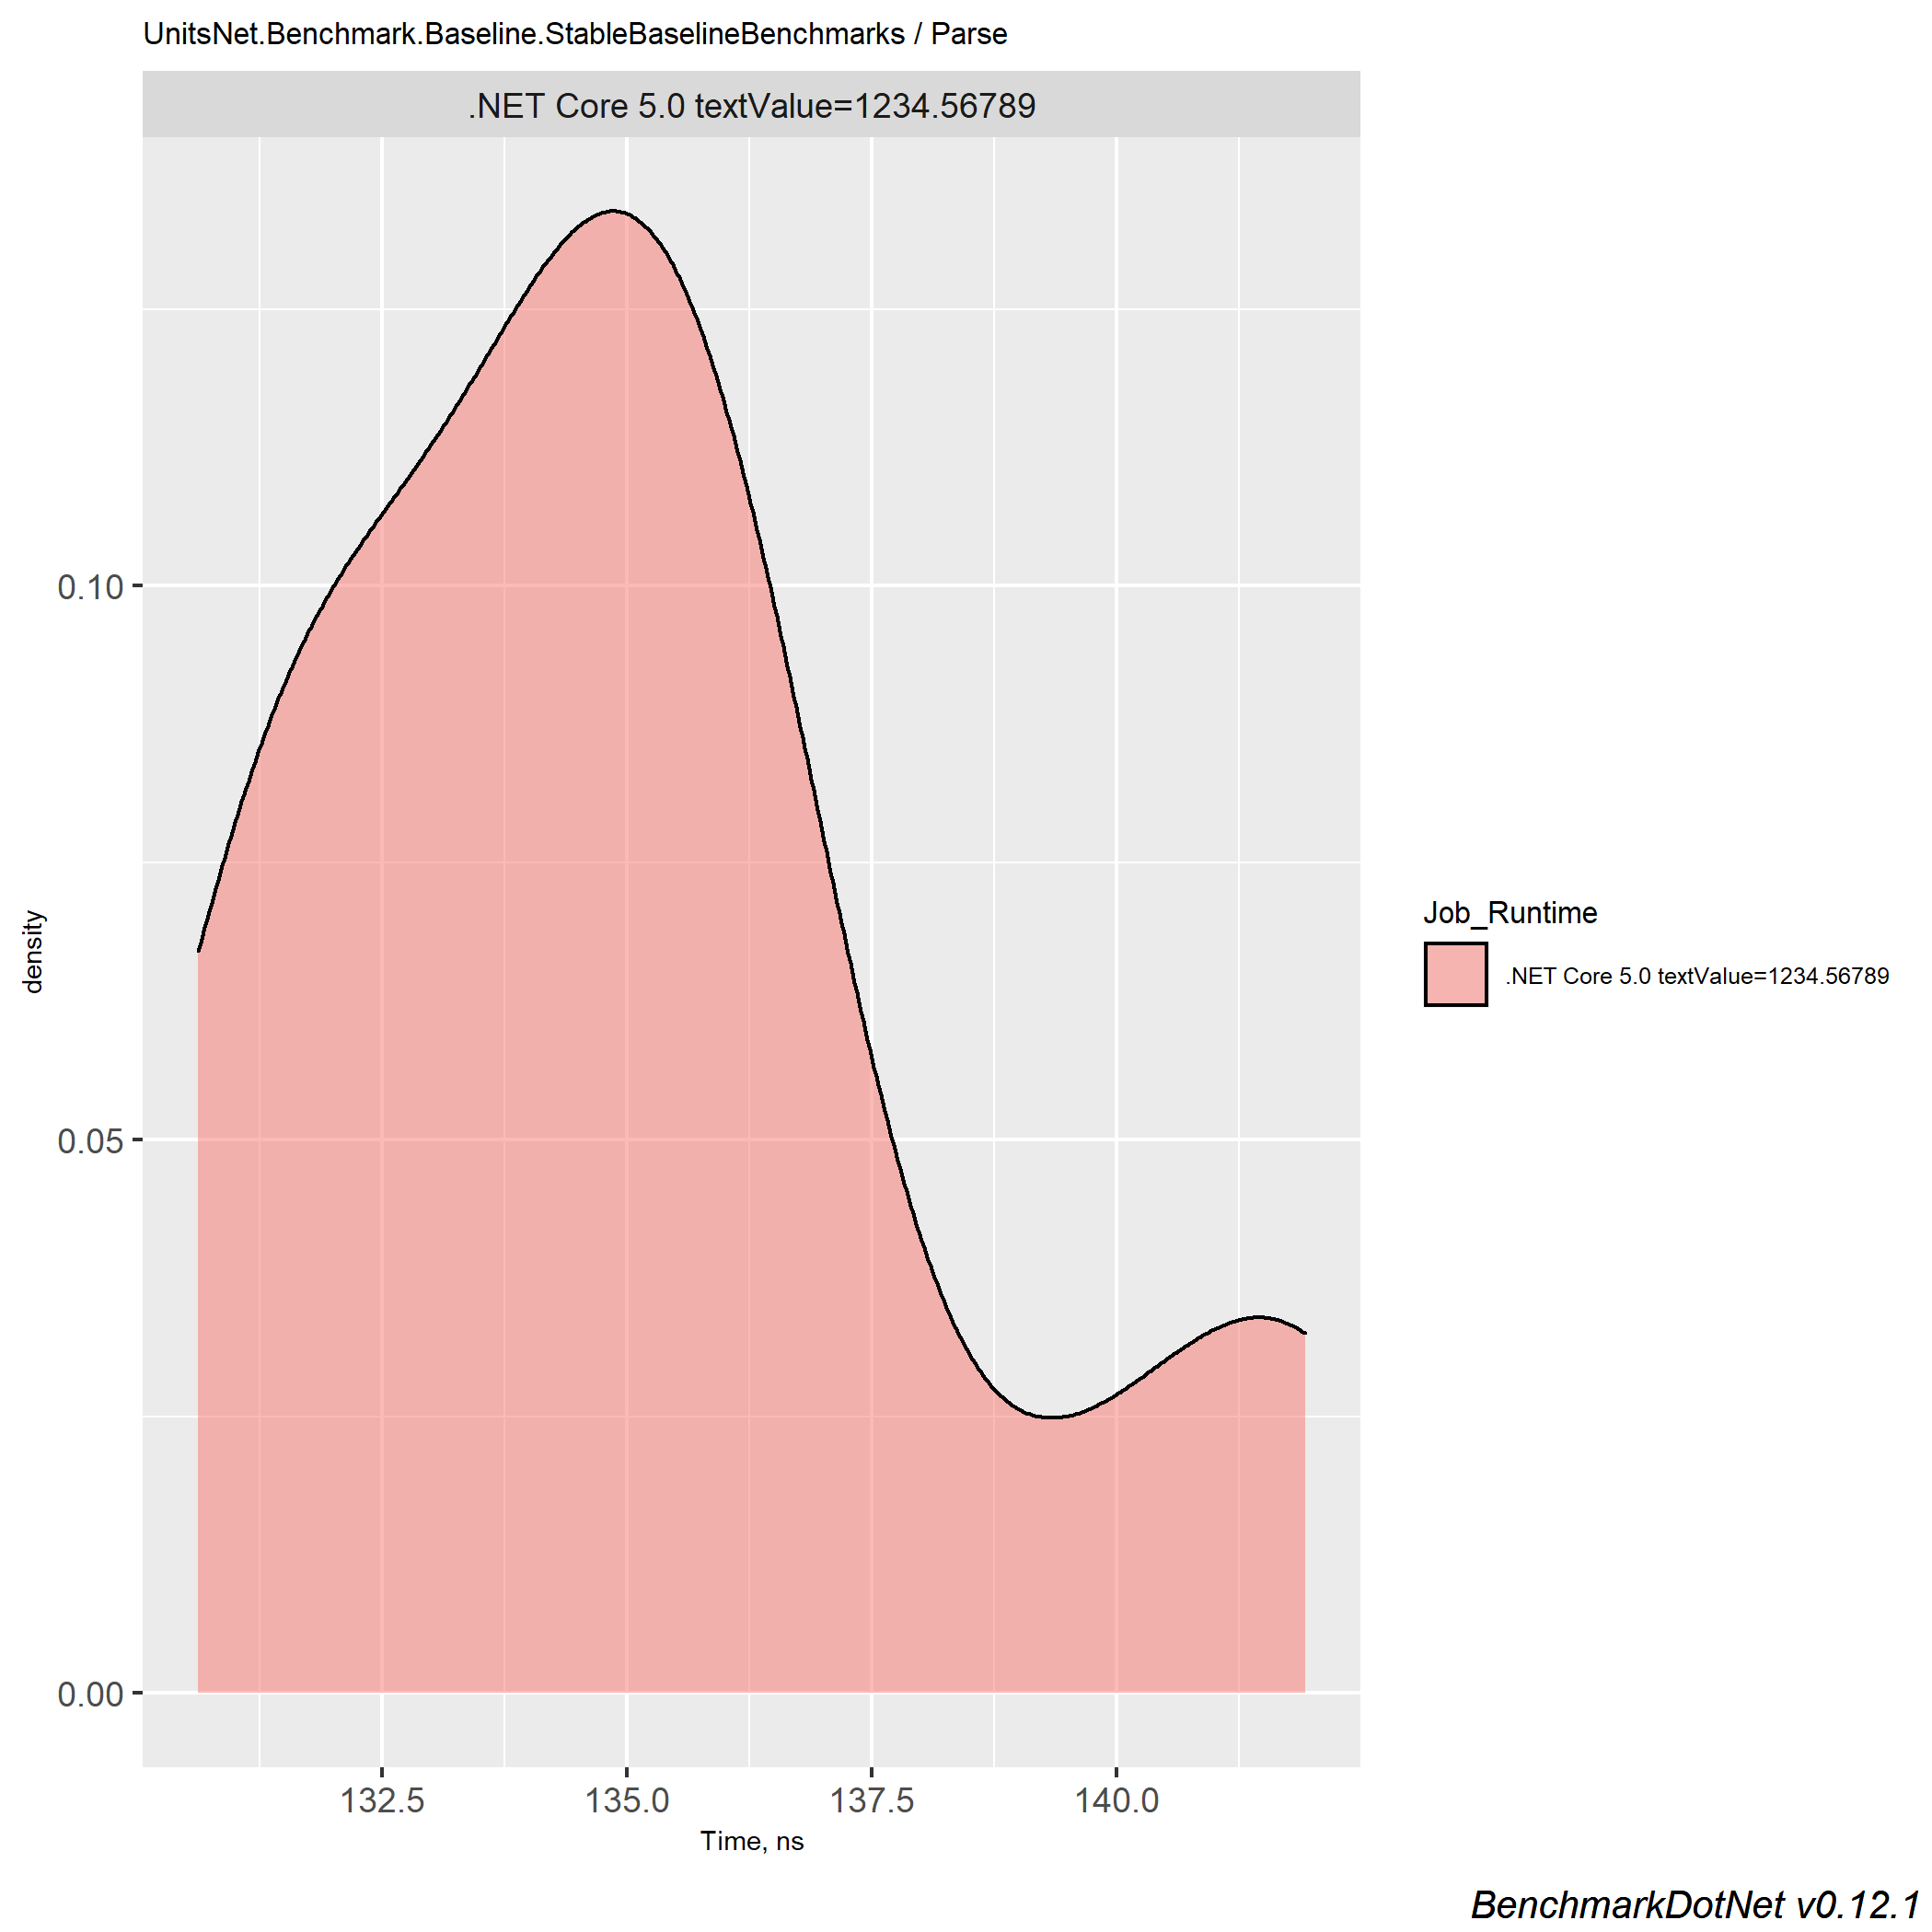 UnitsNet.Benchmark.Baseline.StableBaselineBenchmarks / Parse
.NET Core 5.0 textValue=1234.56789
0.10
0.05
0.00
density
132.5 135.0 137.5 140.0
Time, ns
Job_Runtime
.NET Core 5.0 textValue=1234.56789
BenchmarkDotNet v0.12.1